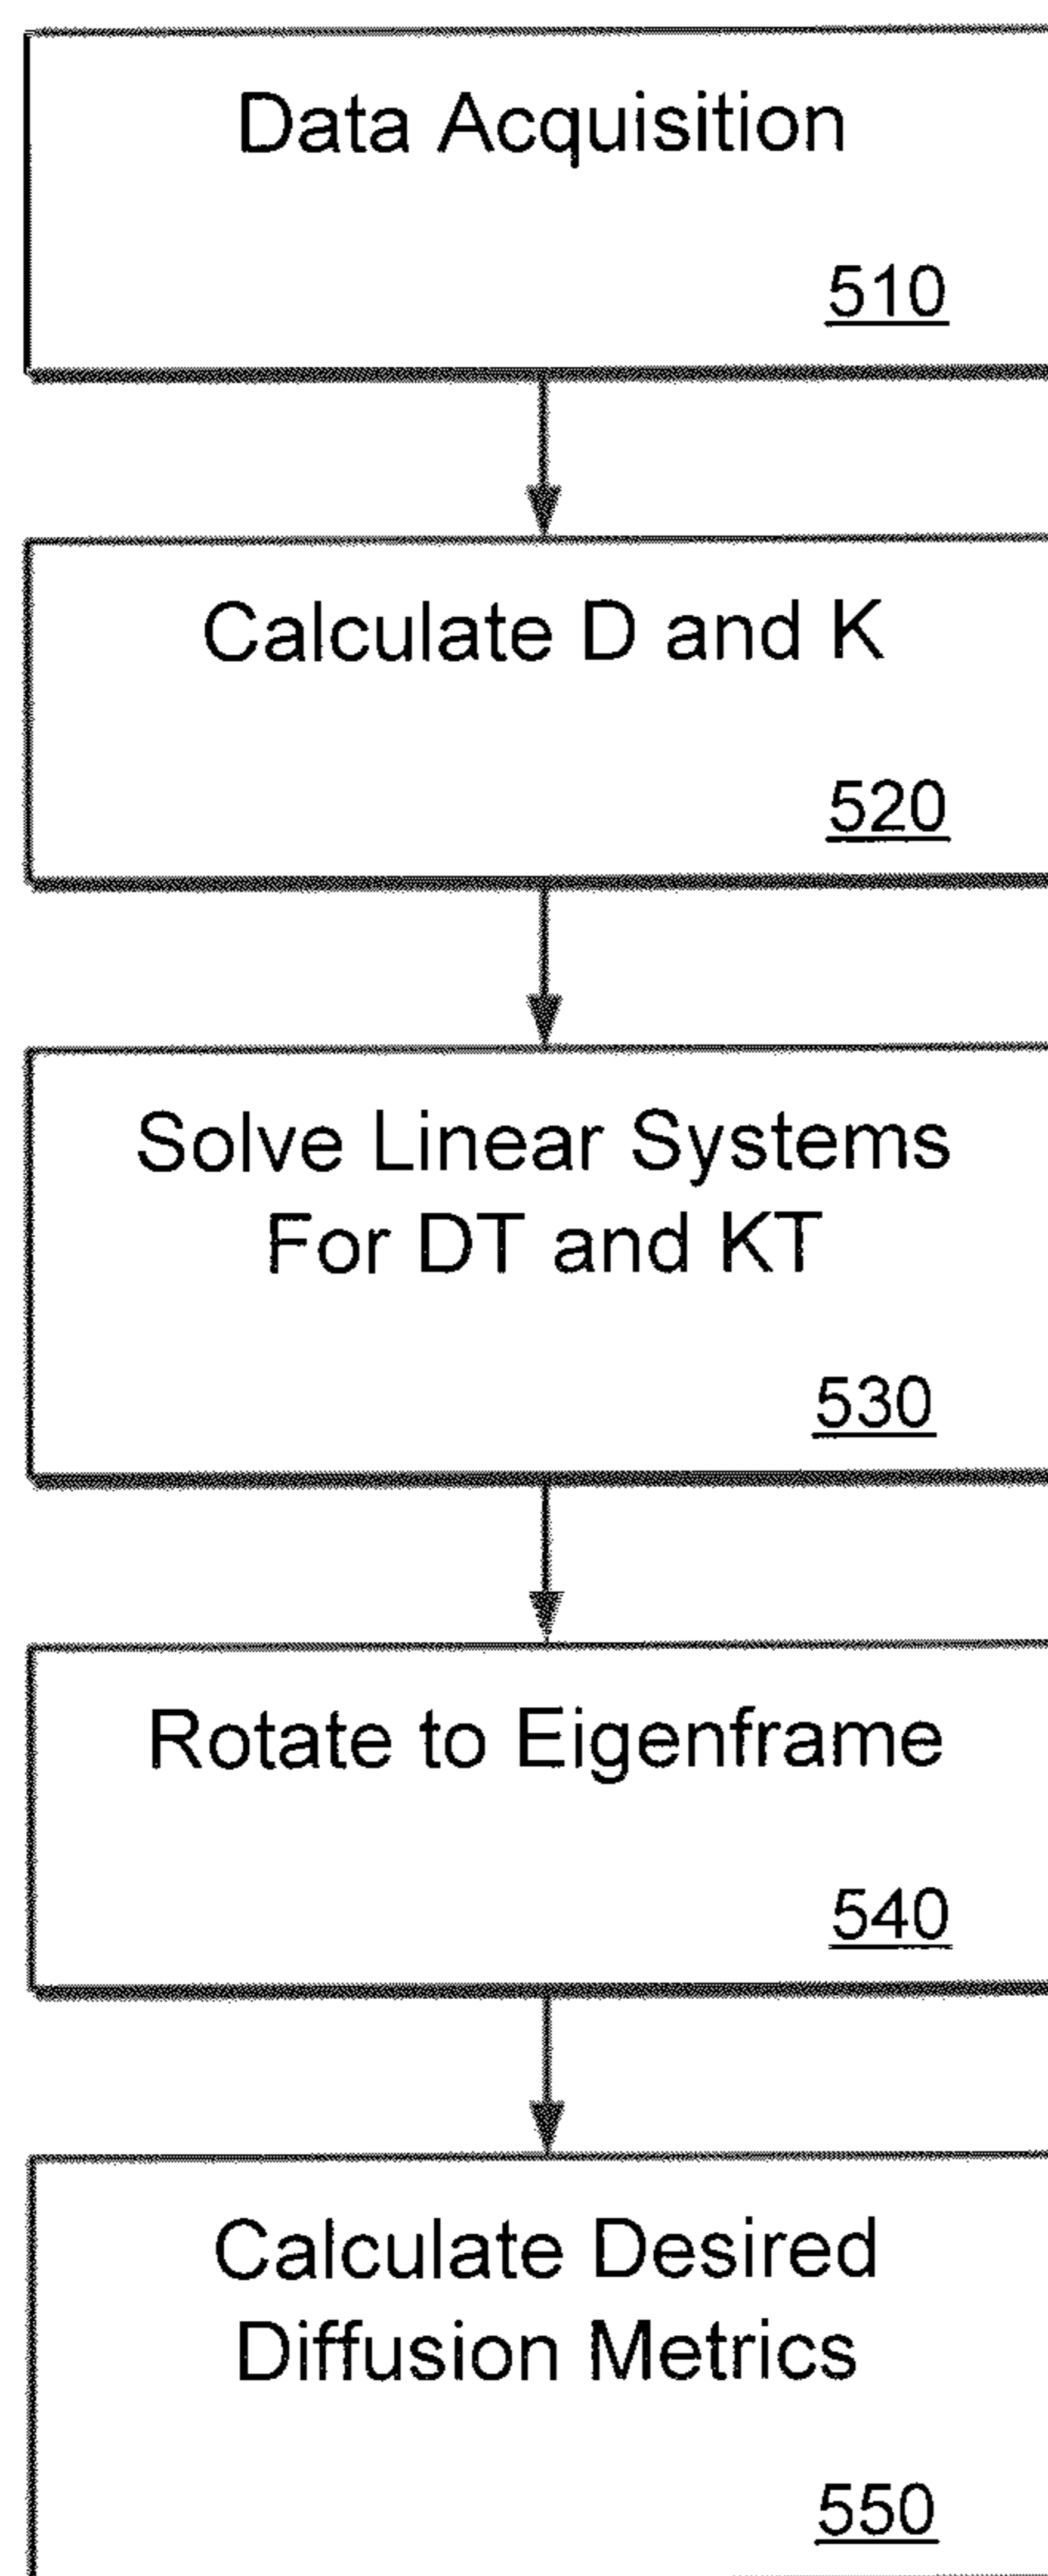 Data Acquisition
510
Calculate D and K
520
Solve Linear Systems
For DT and KT
530
Rotate to Eigenframe
540
Calculate Desired
Diffusion Metrics
550